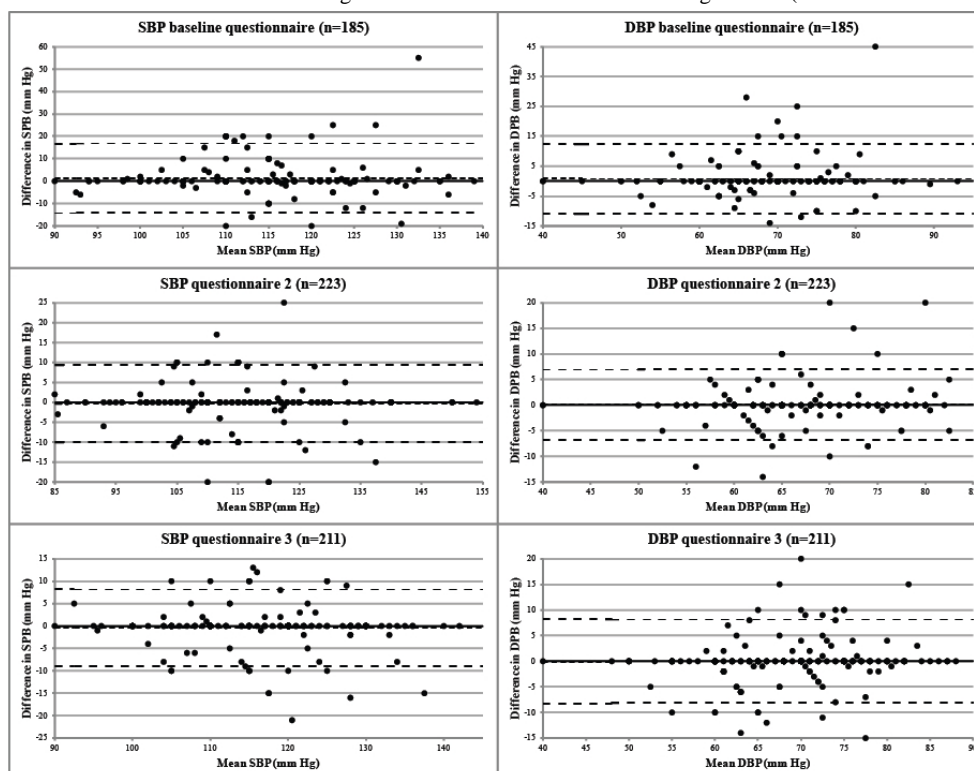 SBP baseline questionnaire (n=185)
Difference in SPB (mm Hg)
60
50
40
30
20
10
0
-10
-20
90 95 100 105 110 115 120 125 130 135 140
Mean SBP (mm Hg)
DBP baseline questionnaire (n=185)
Difference in DPB (mm Hg)
45
35
25
15
5
-5
-15
40 50 60 70 80 90
Mean DBP (mm Hg)
SBP questionnaire 2 (n=223)
Difference in SPB (mm Hg)
25
20
15
10
5
0
-5
-10
-15
-20
85 95 105 115 125 135 145 155
Mean SBP (mm Hg)
DBP questionnaire 2 (n=223)
Difference in DPB (mm Hg)
20
15
10
5
0
-5
-10
-15
40 45 50 55 60 65 70 75 80 85
Mean DBP (mm Hg)
SBP questionnaire 3 (n=211)
Difference in SPB (mm Hg)
15
10
5
0
-5
-10
-15
-20
-25
90 100 110 120 130 140
Mean SBP (mm Hg)
DBP questionnaire 3 (n=211)
Difference in DPB (mm Hg)
20
15
10
5
0
-5
-10
-15
40 45 50 55 60 65 70 75 80 85 90
Mean DBP (mm Hg)